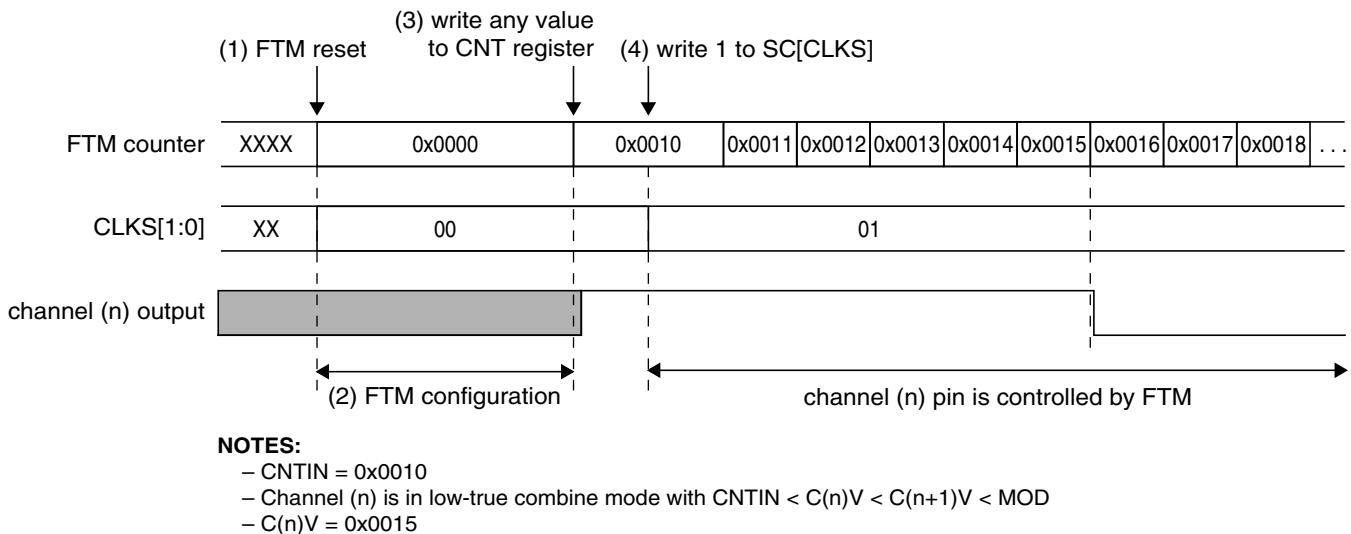 (3) write any value
(1) FTM reset to CNT register (4) write 1 to SC[CLKS]
FTM counter XXXX 0x0000 0x0010 0x0011 0x0012 0x0013 0x0014 0x0015 0x0016 0x0017 0x0018 . . .
CLKS[1:0] XX 00 01
channel (n) output
(2) FTM configuration channel (n) pin is controlled by FTM
NOTES:
– CNTIN = 0x0010
– Channel (n) is in low-true combine mode with CNTIN < C(n)V < C(n+1)V < MOD
– C(n)V = 0x0015